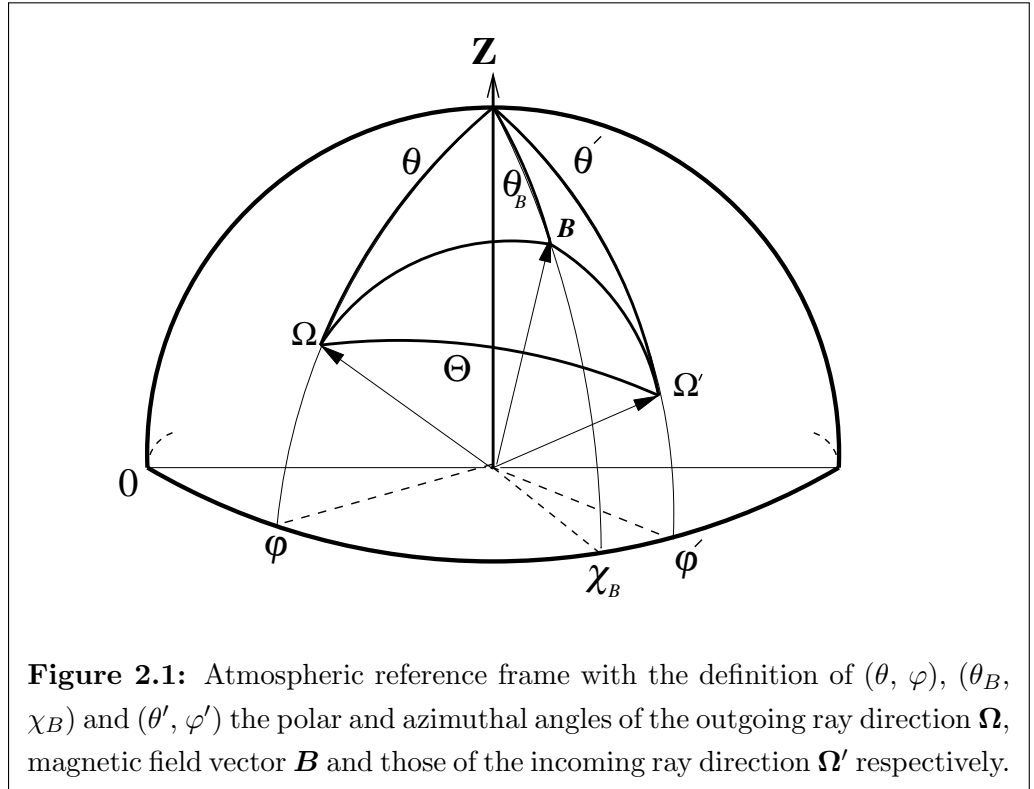 Z
θ
θ′
θ_B
B
Ω
Θ
Ω′
0
φ
χ_B
φ′
Figure 2.1: Atmospheric reference frame with the definition of (θ, φ), (θ_B,
χ_B) and (θ′, φ′) the polar and azimuthal angles of the outgoing ray direction Ω,
magnetic field vector B and those of the incoming ray direction Ω′ respectively.